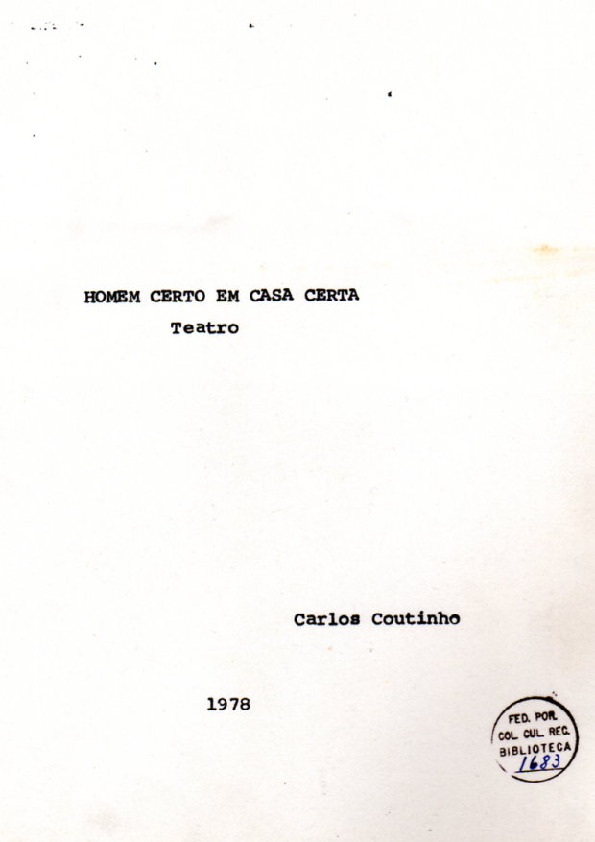 HOMEM CERTO EM CASA CERTA
Teatro
Carlos Coutinho
1978
FED. POR.
COL. CUL. REC.
BIBLIOTECA
1683